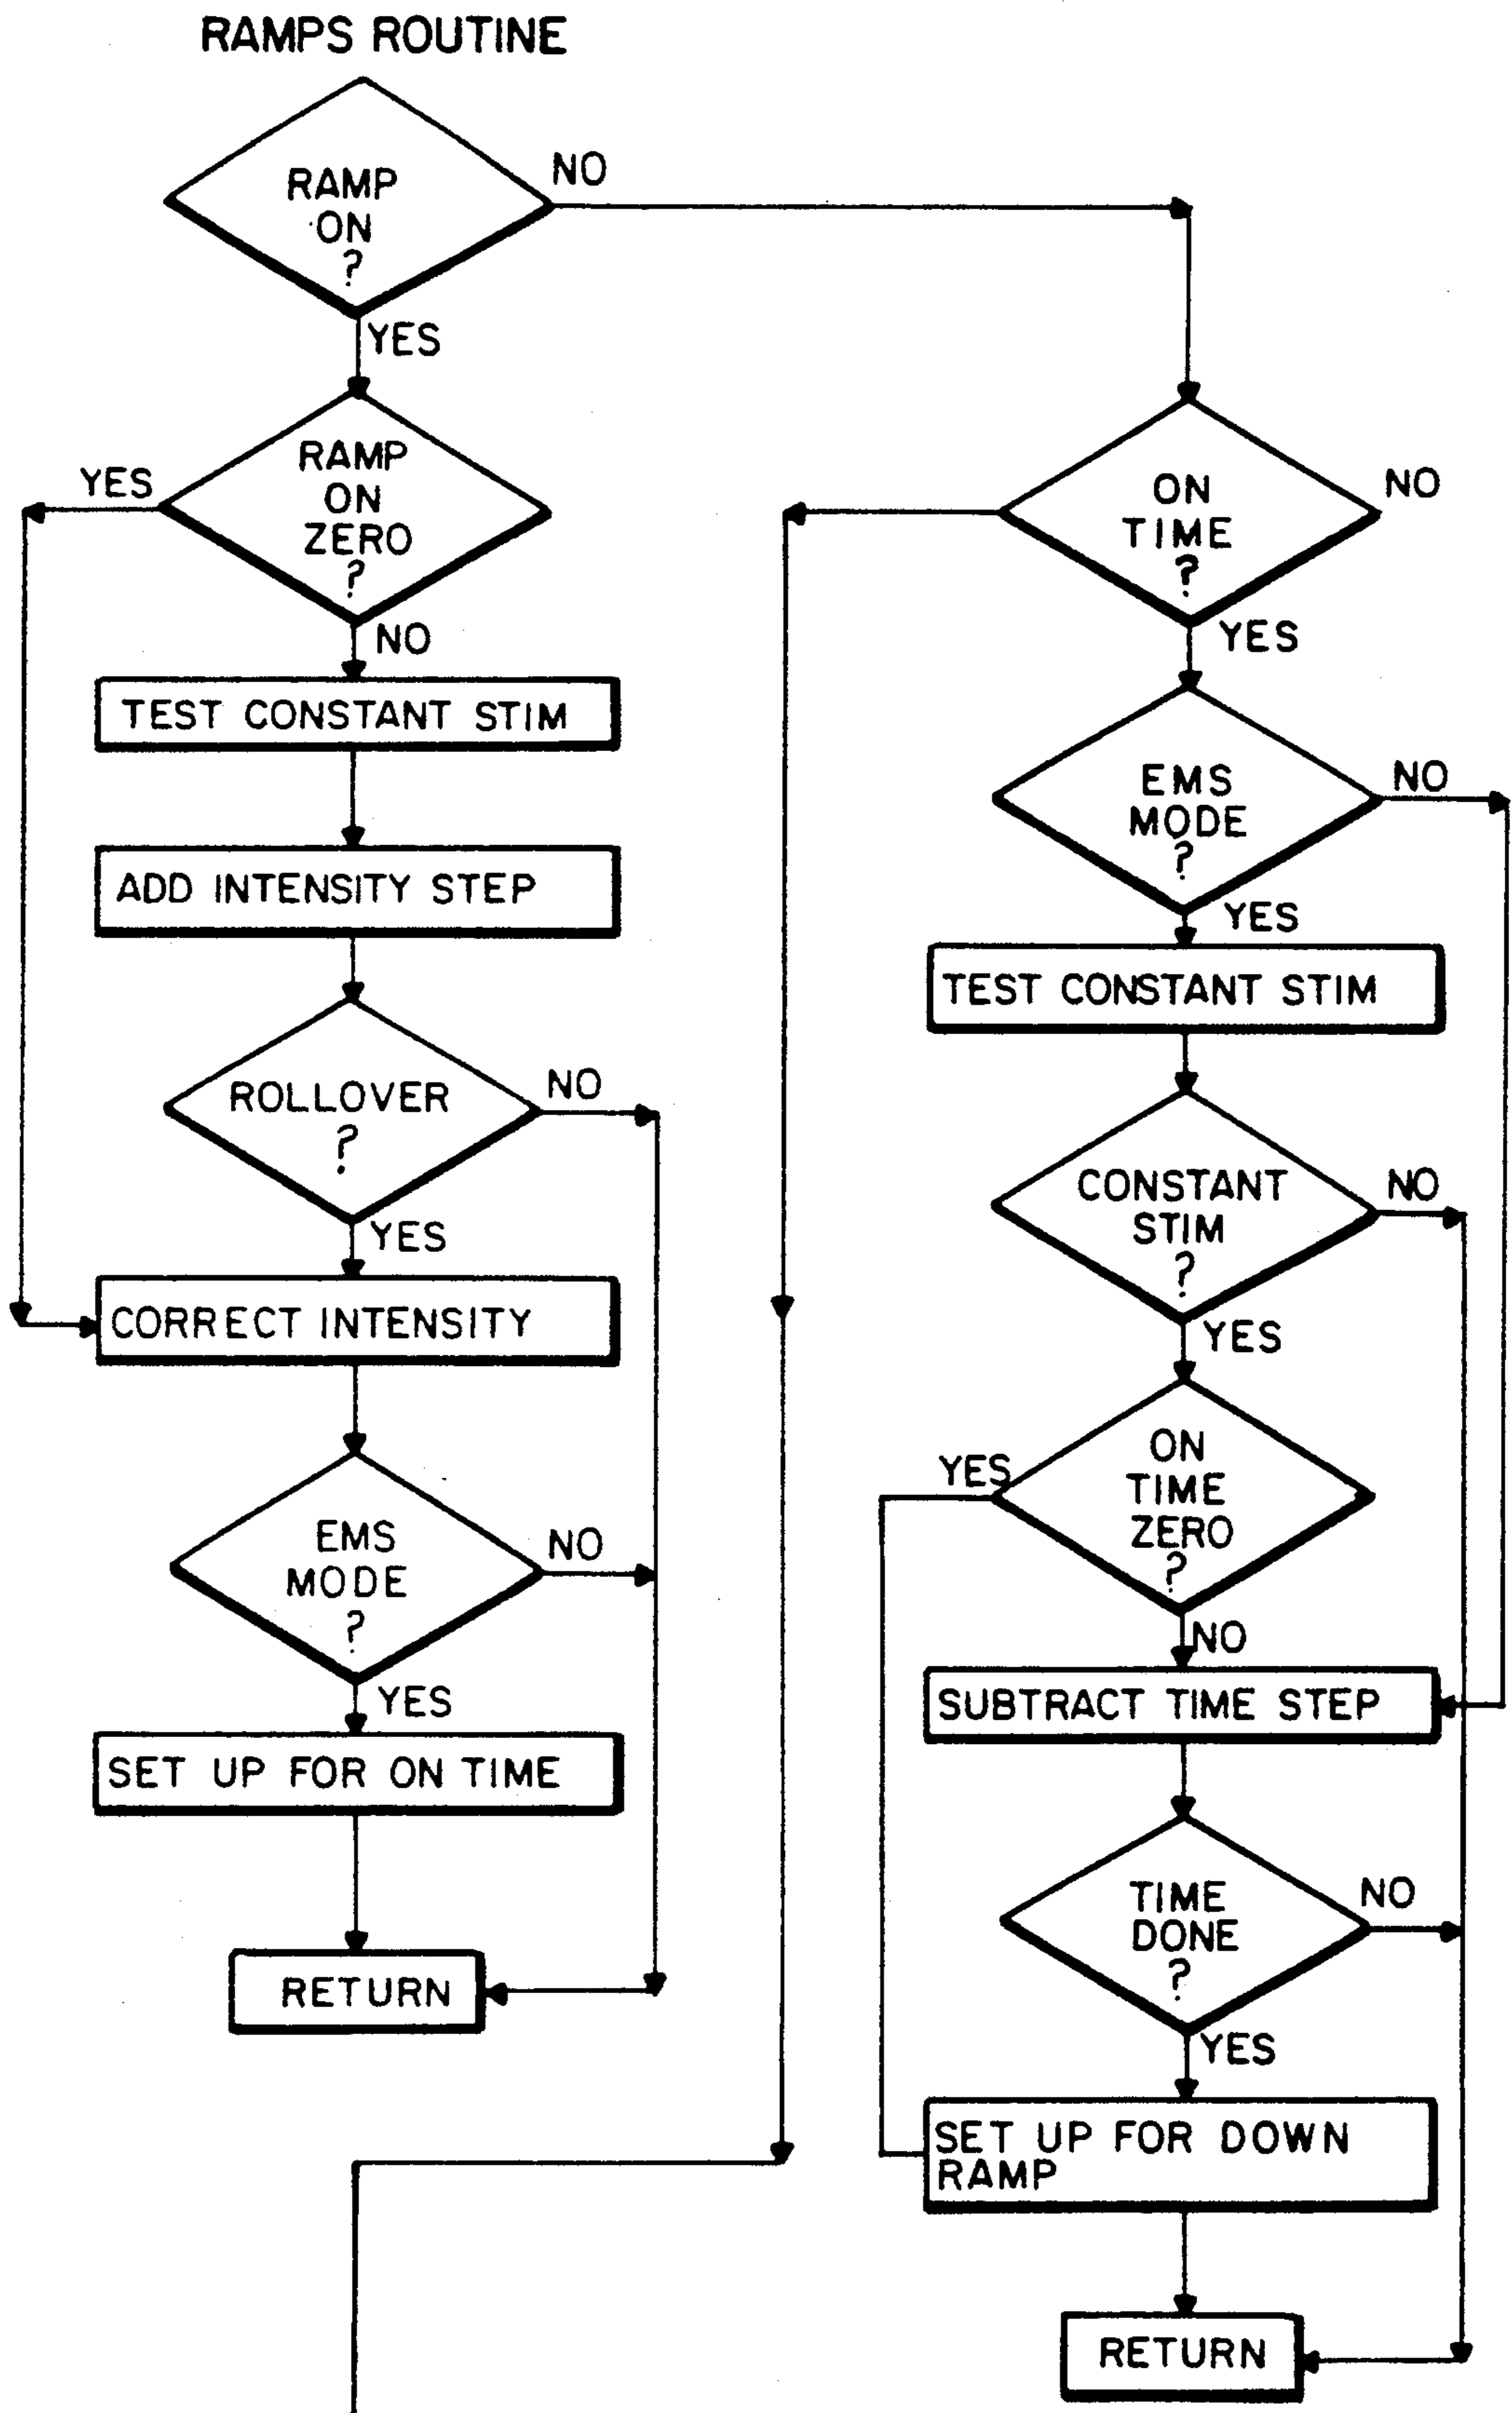 RAMPS ROUTINE
RAMP
ON
?
NO
YES
RAMP
ON
ZERO
?
YES
NO
TEST CONSTANT STIM
ADD INTENSITY STEP
ROLLOVER
?
NO
YES
CORRECT INTENSITY
EMS
MODE
?
NO
YES
SET UP FOR ON TIME
RETURN
ON
TIME
?
NO
YES
EMS
MODE
?
NO
YES
TEST CONSTANT STIM
CONSTANT
STIM
?
NO
YES
ON
TIME
ZERO
?
YES
NO
SUBTRACT TIME STEP
TIME
DONE
?
NO
YES
SET UP FOR DOWN
RAMP
RETURN